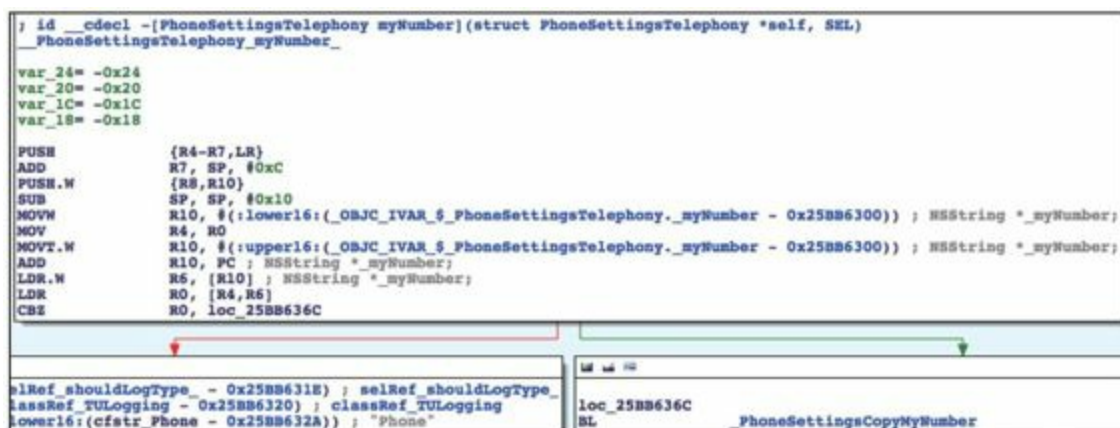 ; id __cdecl -[PhoneSettingsTelephony myNumber](struct PhoneSettingsTelephony *self, SEL)
__PhoneSettingsTelephony_myNumber_
var_24= -0x24
var_20= -0x20
var_1C= -0x1C
var_18= -0x18
PUSH {R4-R7,LR}
ADD R7, SP, #0xC
PUSH.W {R8,R10}
SUB SP, SP, #0x10
MOVW R10, #(:lower16:(_OBJC_IVAR_$_PhoneSettingsTelephony._myNumber - 0x25BB6300)) ; NSString *_myNumber;
MOV R4, R0
MOVT.W R10, #(:upper16:(_OBJC_IVAR_$_PhoneSettingsTelephony._myNumber - 0x25BB6300)) ; NSString *_myNumber;
ADD R10, PC ; NSString *_myNumber;
LDR.W R6, [R10] ; NSString *_myNumber;
LDR R0, [R4,R6]
CBZ R0, loc_25BB636C
elRef_shouldLogType_ - 0x25BB631E) ; selRef_shouldLogType_
lassRef_TULogging - 0x25BB6320) ; classRef_TULogging
lower16:(cfstr_Phone - 0x25BB632A)) ; "Phone"
loc_25BB636C
BL _PhoneSettingsCopyMyNumber